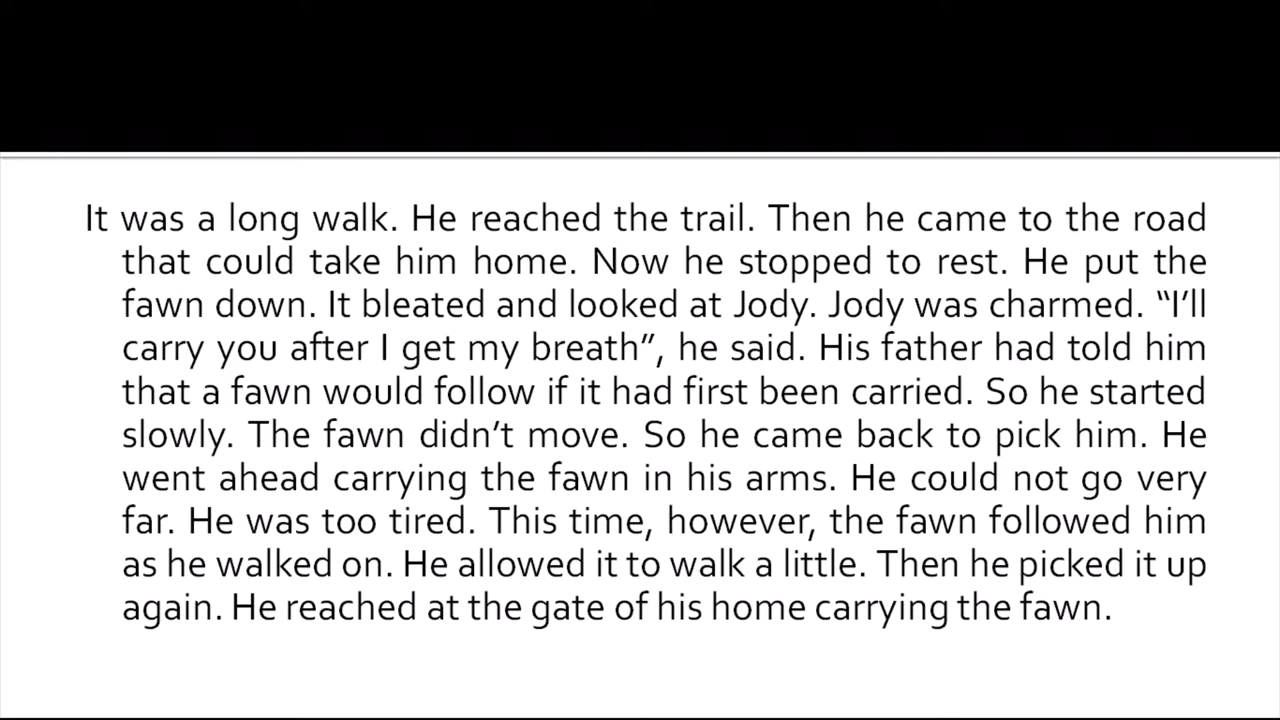 It was a long walk. He reached the trail. Then he came to the road
that could take him home. Now he stopped to rest. He put the
fawn down. It bleated and looked at Jody. Jody was charmed. “I’ll
carry you after I get my breath”, he said. His father had told him
that a fawn would follow if it had first been carried. So he started
slowly. The fawn didn’t move. So he came back to pick him. He
went ahead carrying the fawn in his arms. He could not go very
far. He was too tired. This time, however, the fawn followed him
as he walked on. He allowed it to walk a little. Then he picked it up
again. He reached at the gate of his home carrying the fawn.